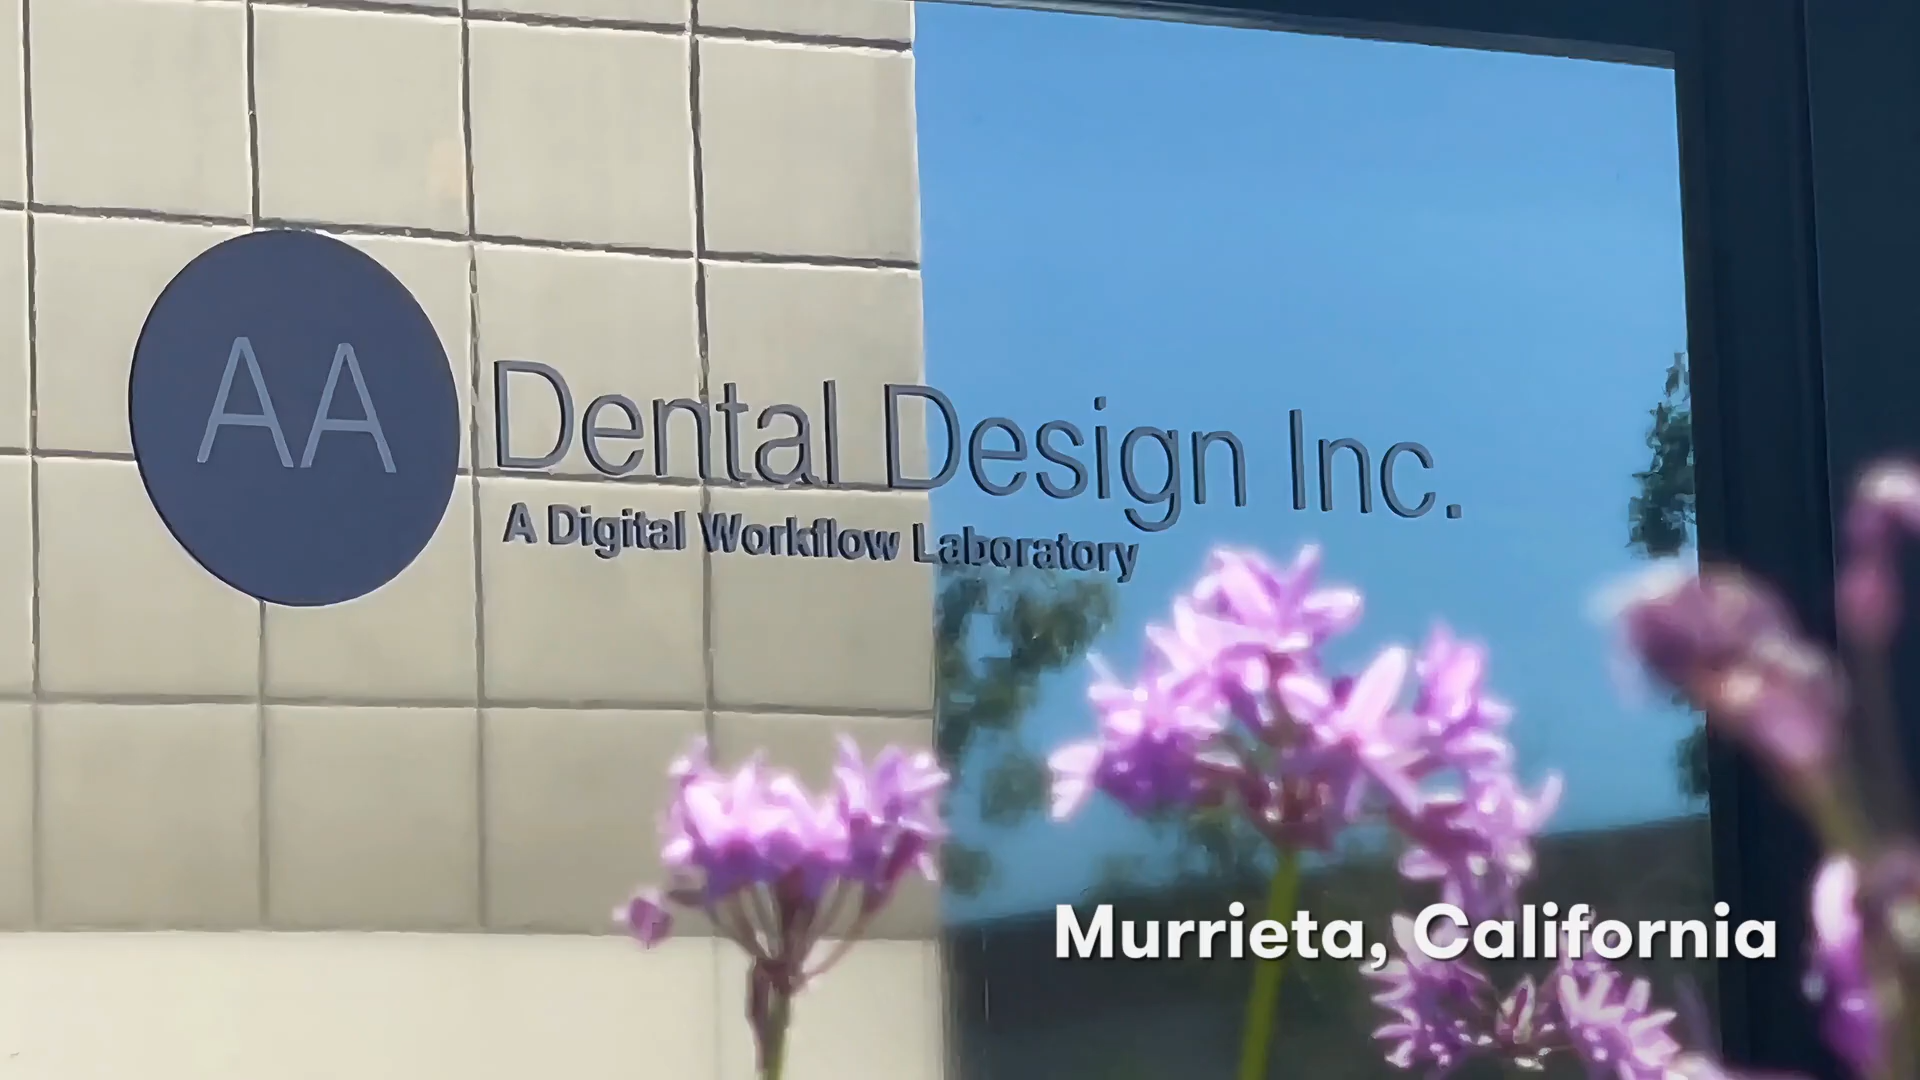 AA
Dental Design Inc.
A Digital Workflow Laboratory
Murrieta, California